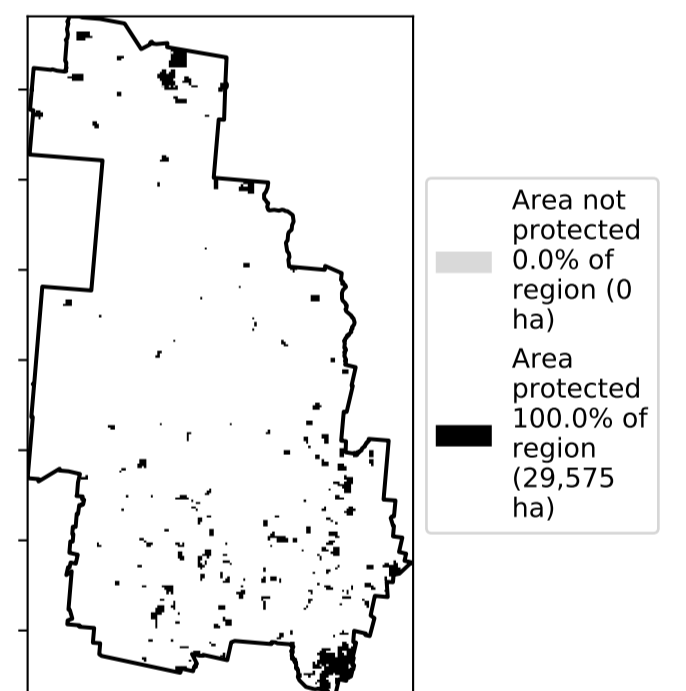 Area not
protected
0.0% of
region (0
ha)
Area
protected
100.0% of
region
(29,575
ha)